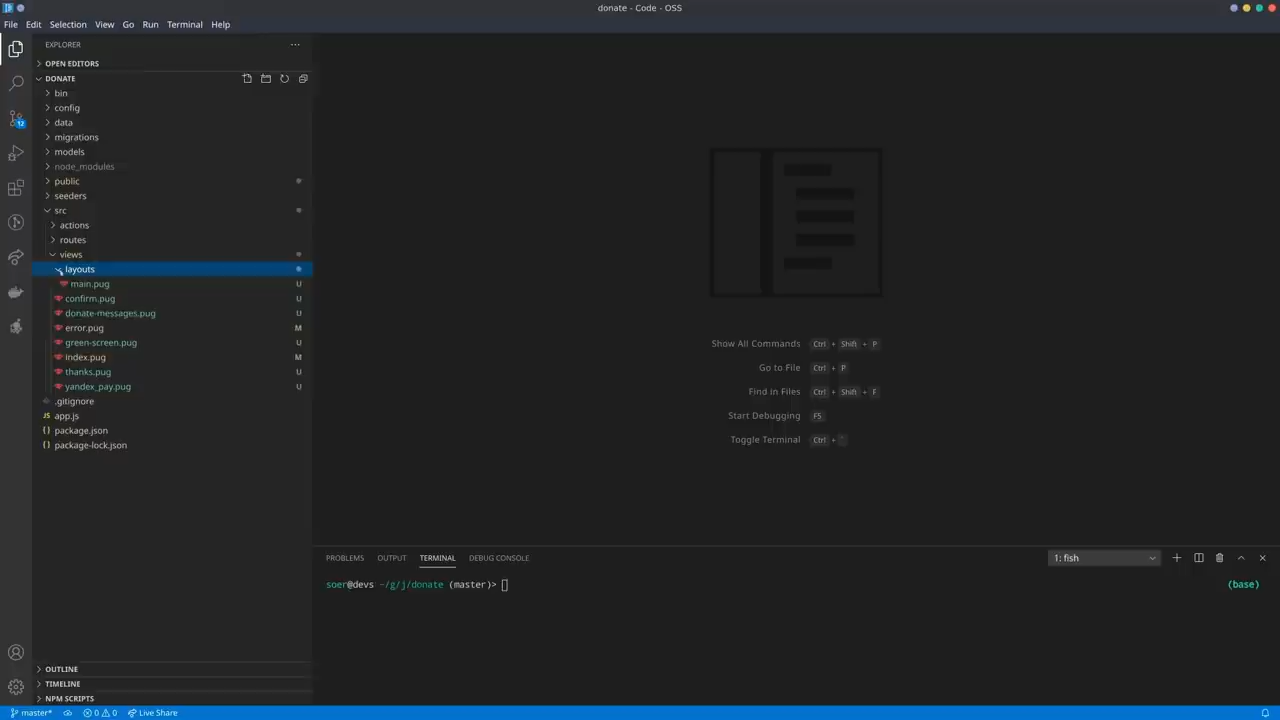 donate - Code - OSS
File Edit Selection View Go Run Terminal Help
EXPLORER ...
OPEN EDITORS
DONATE
bin
config
data
migrations
models
node_modules
public
seeders
src
actions
routes
views
layouts
main.pug U
confirm.pug U
donate-messages.pug U
error.pug M
green-screen.pug U
index.pug M
thanks.pug U
yandex_pay.pug U
.gitignore
JS app.js
{} package.json
{} package-lock.json
12
Show All Commands Ctrl + Shift + P
Go to File Ctrl + P
Find in Files Ctrl + Shift + F
Start Debugging F5
Toggle Terminal Ctrl + `
PROBLEMS OUTPUT TERMINAL DEBUG CONSOLE 1: fish
soer@devs ~/g/j/donate (master)> (base)
OUTLINE
TIMELINE
NPM SCRIPTS
master* 0 0 Live Share